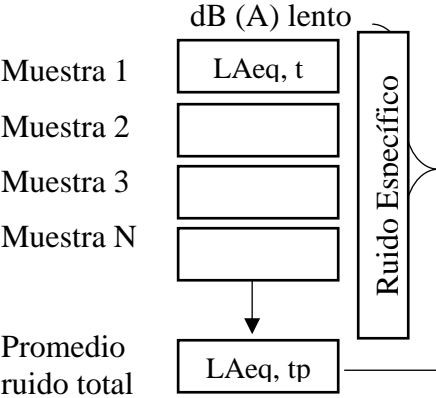 dB (A) lento
Muestra 1
LAeq, t
Muestra 2
Muestra 3
Muestra N
Ruido Específico
Promedio
ruido total
LAeq, tp